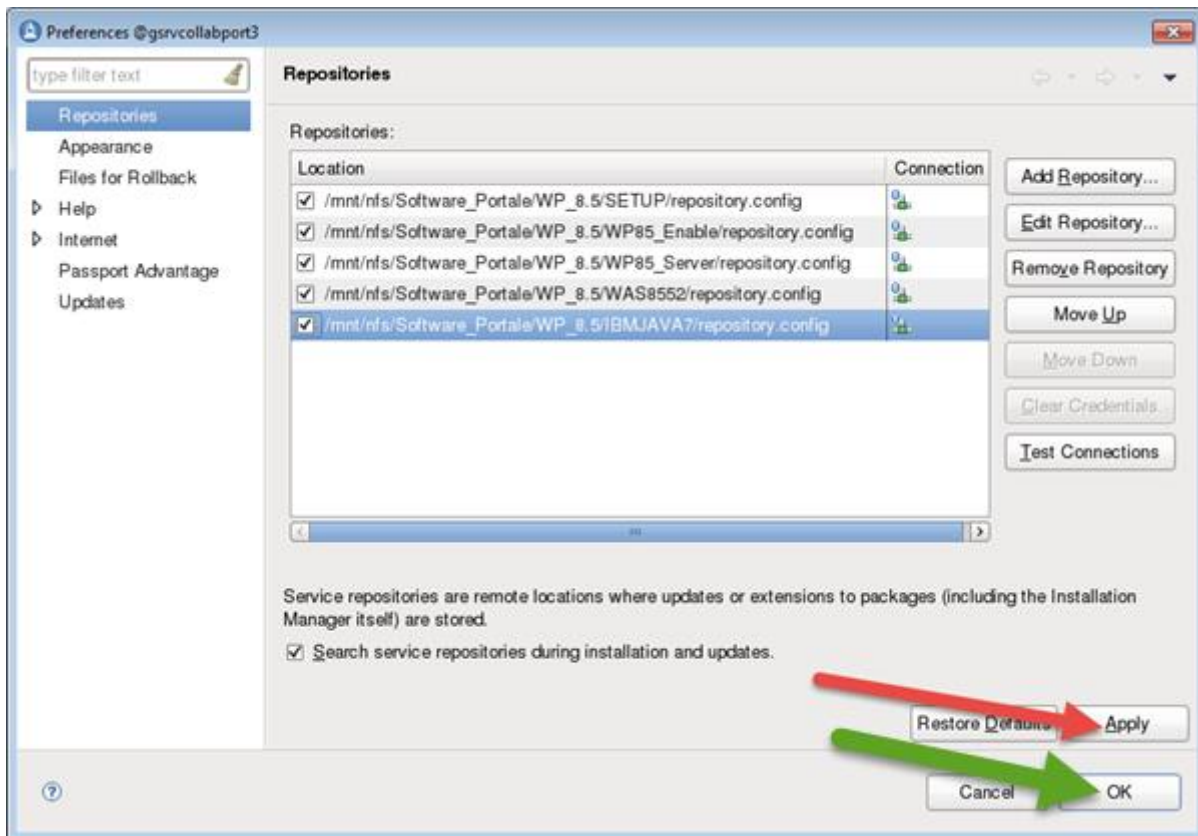 Preferences @gsrvcollabport3
type filter text
Repositories
Appearance
Files for Rollback
Help
Internet
Passport Advantage
Updates
Repositories
Repositories:
Location Connection
/mnt/nfs/Software_Portale/WP_8.5/SETUP/repository.config
/mnt/nfs/Software_Portale/WP_8.5/WP85_Enable/repository.config
/mnt/nfs/Software_Portale/WP_8.5/WP85_Server/repository.config
/mnt/nfs/Software_Portale/WP_8.5/WAS8552/repository.config
/mnt/nfs/Software_Portale/WP_8.5/IBMJAVA7/repository.config
Add Repository...
Edit Repository...
Remove Repository
Move Up
Move Down
Clear Credentials
Test Connections
Service repositories are remote locations where updates or extensions to packages (including the Installation
Manager itself) are stored.
Search service repositories during installation and updates.
Restore Defaults Apply
Cancel OK